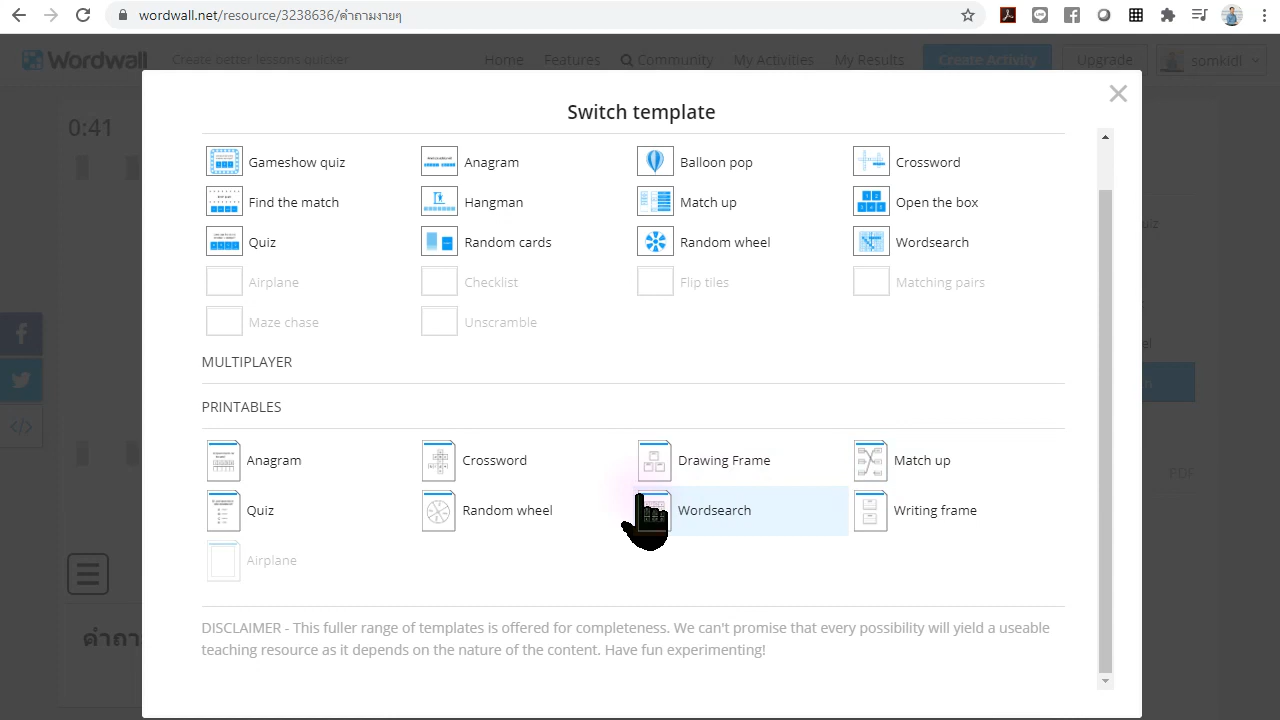 wordwall.net/resource/3238636/คำถามง่ายๆ
Wordwall
Create better lessons quicker
Home
Features
Community
My Activities
My Results
Create Activity
Upgrade
somkidl
0:41
Switch template
Gameshow quiz
Anagram
Balloon pop
Crossword
Find the match
Hangman
Match up
Open the box
Quiz
Random cards
Random wheel
Wordsearch
Airplane
Checklist
Flip tiles
Matching pairs
Maze chase
Unscramble
MULTIPLAYER
PRINTABLES
Anagram
Crossword
Drawing Frame
Match up
Quiz
Random wheel
Wordsearch
Writing frame
Airplane
PDF
DISCLAIMER - This fuller range of templates is offered for completeness. We can't promise that every possibility will yield a useable
teaching resource as it depends on the nature of the content. Have fun experimenting!